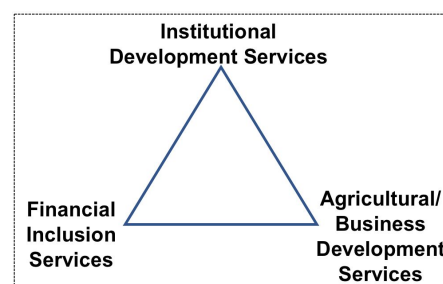 Institutional
Development Services
Financial
Inclusion
Services
Agricultural/
Business
Development
Services